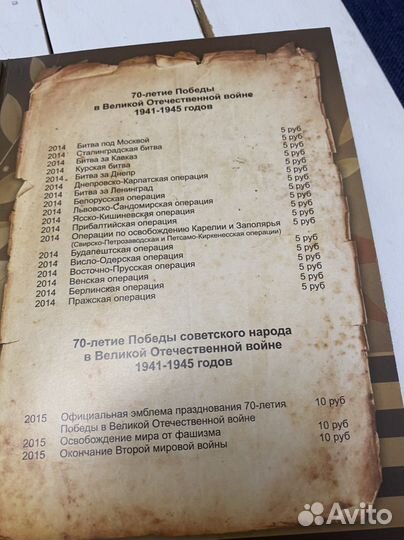 70-летие Победы
в Великой Отечественной войне
1941-1945 годов
2014 Битва под Москвой 5 руб
2014 Сталинградская битва 5 руб
2014 Битва за Кавказ 5 руб
2014 Курская битва 5 руб
2014 Битва за Днепр 5 руб
2014 Днепровско-Карпатская операция 5 руб
2014 Битва за Ленинград 5 руб
2014 Белорусская операция 5 руб
2014 Львовско-Сандомирская операция 5 руб
2014 Ясско-Кишиневская операция 5 руб
2014 Прибалтийская операция 5 руб
2014 Операции по освобождению Карелии и Заполярья 5 руб
(Свирско-Петрозаводская и Петсамо-Киркенесская операции)
2014 Будапештская операция 5 руб
2014 Висло-Одерская операция 5 руб
2014 Восточно-Прусская операция 5 руб
2014 Венская операция 5 руб
2014 Берлинская операция 5 руб
2014 Пражская операция 5 руб
70-летие Победы советского народа
в Великой Отечественной войне
1941-1945 годов
2015 Официальная эмблема празднования 70-летия 10 руб
Победы в Великой Отечественной войне
2015 Освобождение мира от фашизма 10 руб
2015 Окончание Второй мировой войны 10 руб
Avito